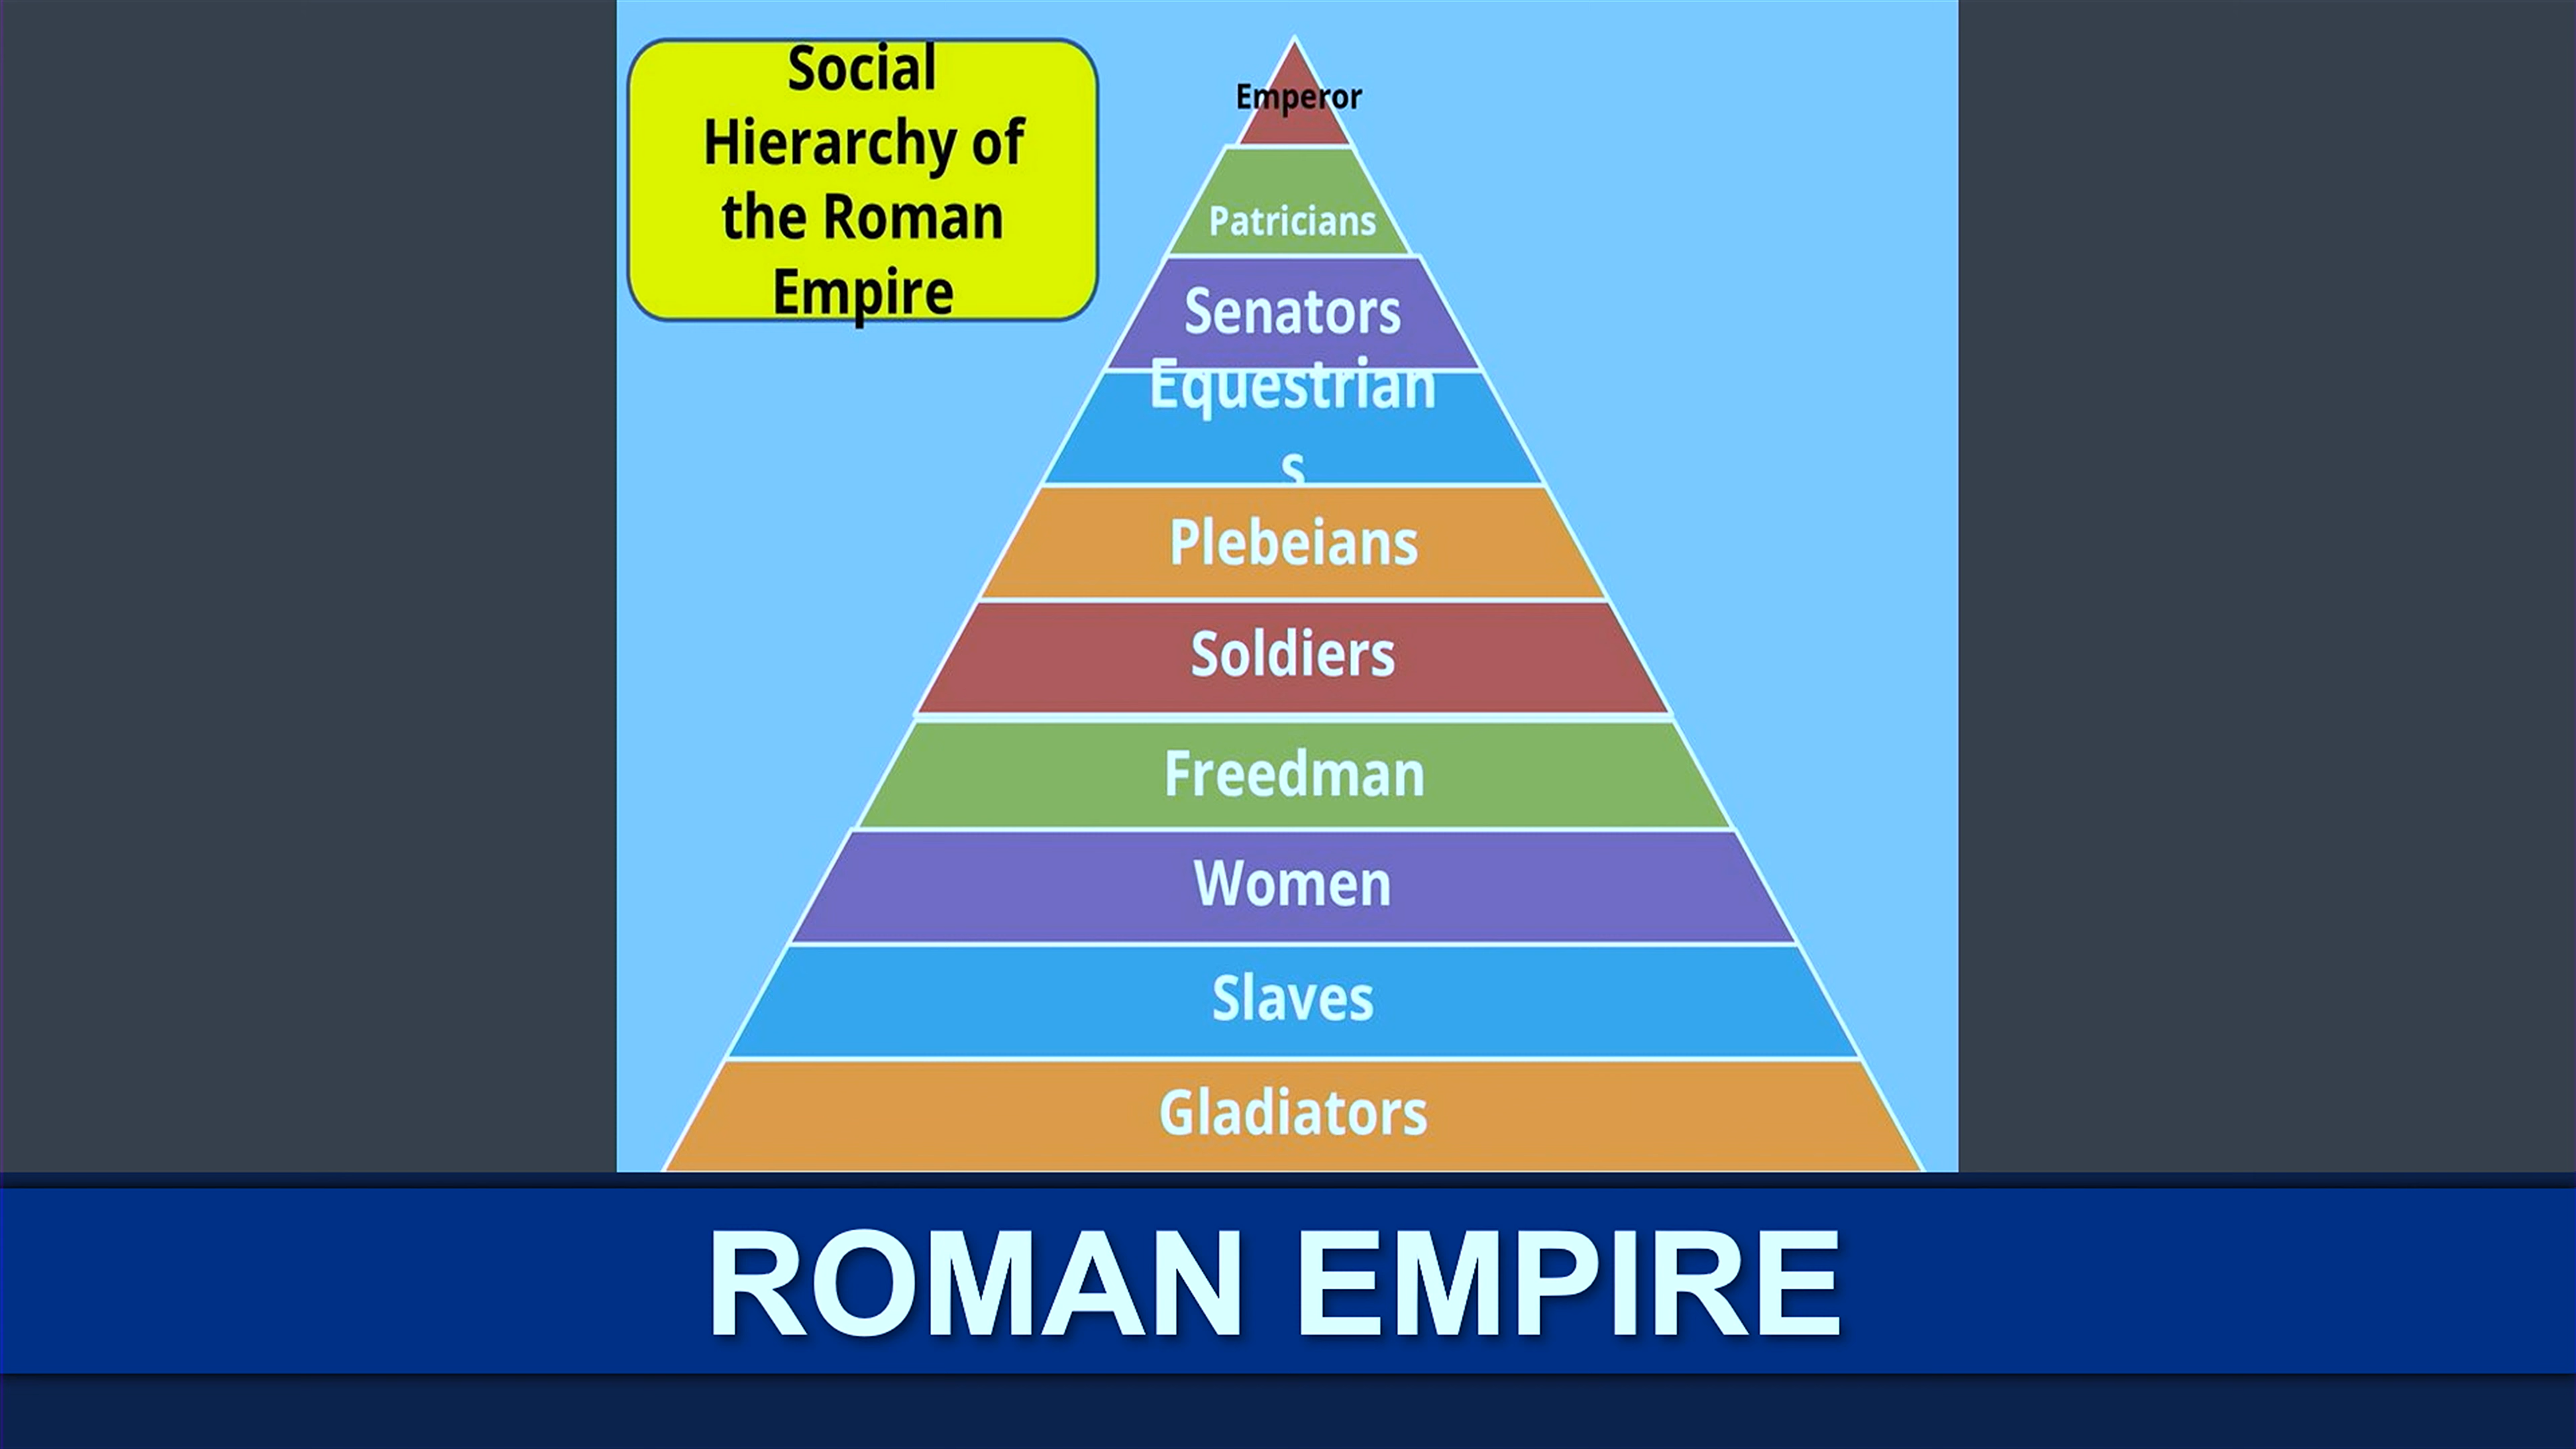 Social
Hierarchy of
the Roman
Empire
Emperor
Patricians
Senators
Equestrian
s
Plebeians
Soldiers
Freedman
Women
Slaves
Gladiators
ROMAN EMPIRE